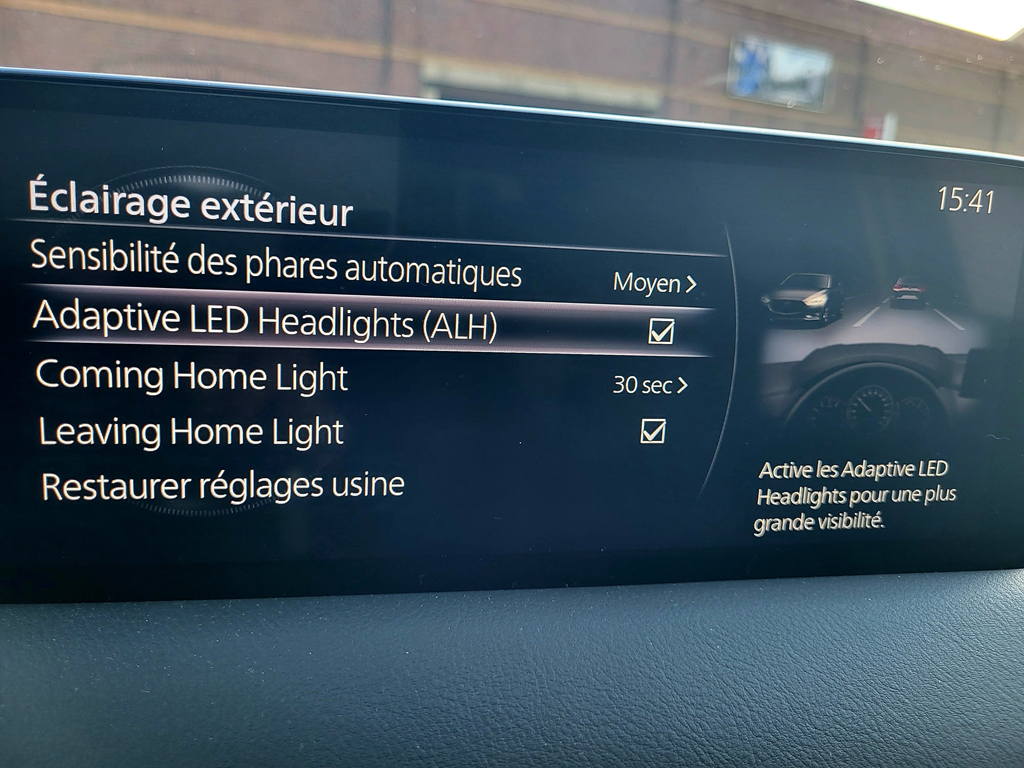 Éclairage extérieur
15:41
Sensibilité des phares automatiques Moyen >
Adaptive LED Headlights (ALH)
Coming Home Light 30 sec >
Leaving Home Light
Restaurer réglages usine
Active les Adaptive LED
Headlights pour une plus
grande visibilité.